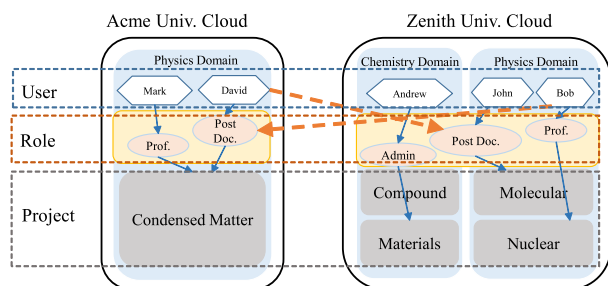 Acme Univ. Cloud
Zenith Univ. Cloud
Physics Domain
Chemistry Domain
Physics Domain
User
Mark
David
Andrew
John
Bob
Role
Prof.
Post
Doc.
Admin
Post Doc.
Prof.
Project
Condensed Matter
Compound
Molecular
Materials
Nuclear